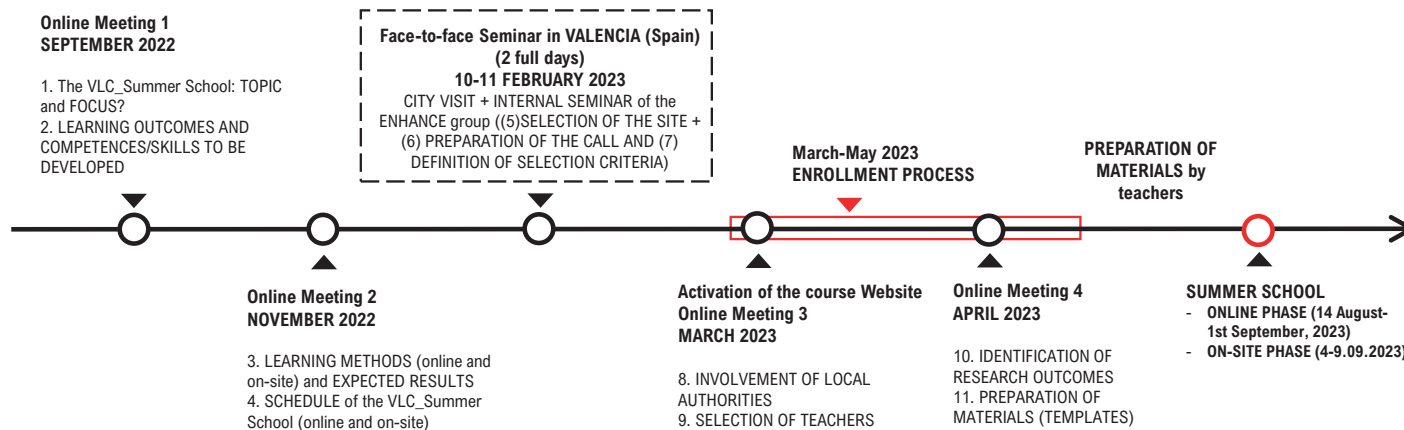 Online Meeting 1
SEPTEMBER 2022
1. The VLC_Summer School: TOPIC
and FOCUS?
2. LEARNING OUTCOMES AND
COMPETENCES/SKILLS TO BE
DEVELOPED
Face-to-face Seminar in VALENCIA (Spain)
(2 full days)
10-11 FEBRUARY 2023
CITY VISIT + INTERNAL SEMINAR of the
ENHANCE group ((5)SELECTION OF THE SITE +
(6) PREPARATION OF THE CALL AND (7)
DEFINITION OF SELECTION CRITERIA)
March-May 2023
ENROLLMENT PROCESS
PREPARATION OF
MATERIALS by
teachers
Online Meeting 2
NOVEMBER 2022
3. LEARNING METHODS (online and
on-site) and EXPECTED RESULTS
4. SCHEDULE of the VLC_Summer
School (online and on-site)
Activation of the course Website
Online Meeting 3
MARCH 2023
8. INVOLVEMENT OF LOCAL
AUTHORITIES
9. SELECTION OF TEACHERS
Online Meeting 4
APRIL 2023
10. IDENTIFICATION OF
RESEARCH OUTCOMES
11. PREPARATION OF
MATERIALS (TEMPLATES)
SUMMER SCHOOL
- ONLINE PHASE (14 August-
1st September, 2023)
- ON-SITE PHASE (4-9.09.2023)